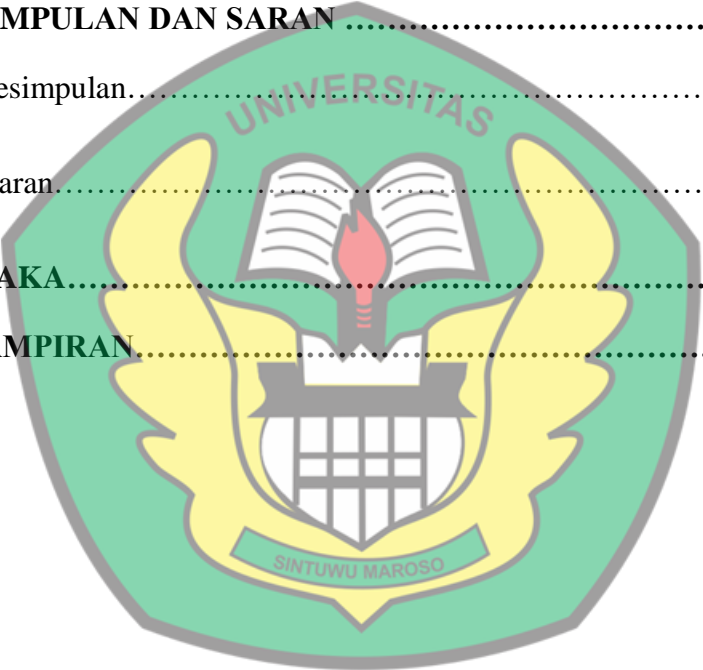 MPULAN DAN SARAN ........................................
esimpulan………………………………………………………
UNIVERSITAS
aran……………………………………………………………
AKA……………………………………………………………
MPIRAN………………………………………………………
SINTUWU MAROSO